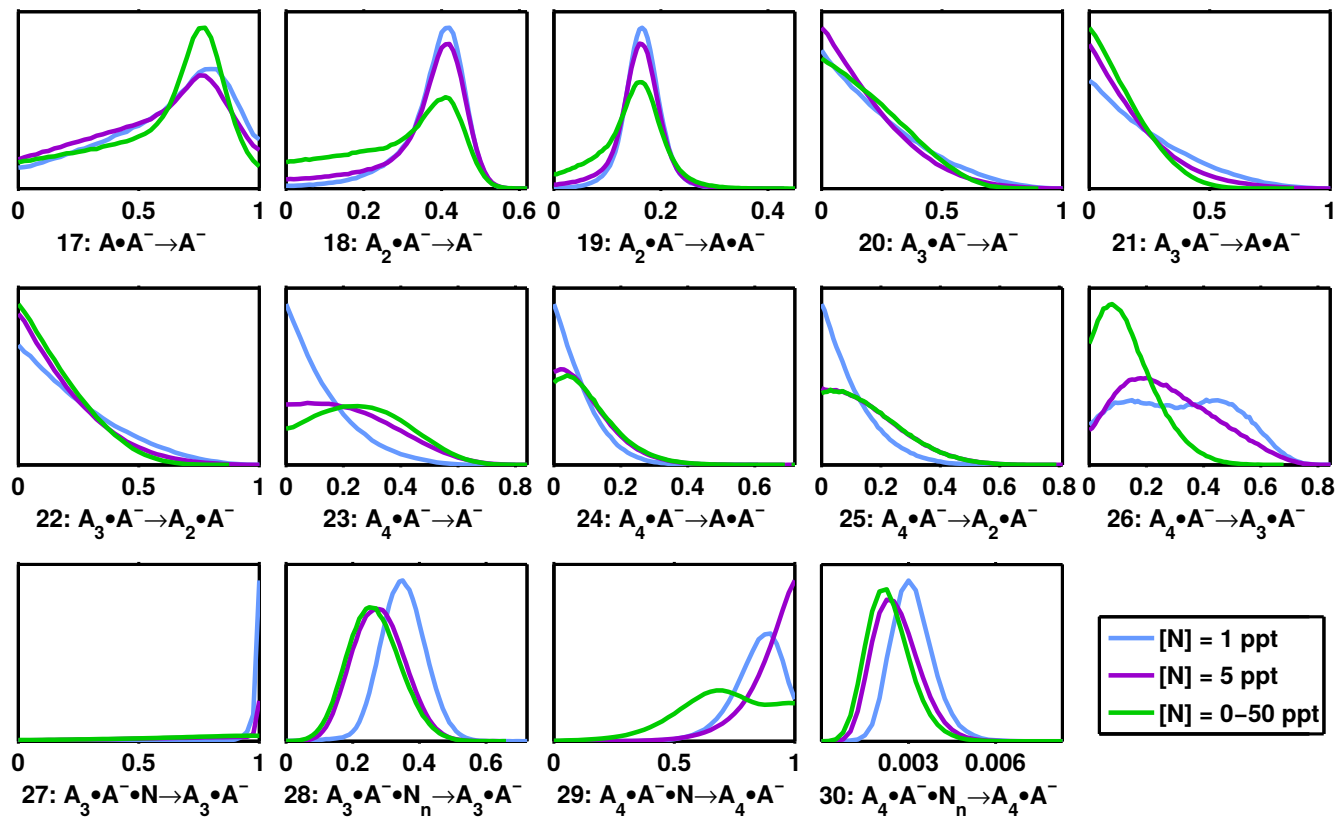 0 0.5 1 0 0.2 0.4 0.6 0 0.2 0.4 0 0.5 1 0 0.5 1
17: A•A⁻→A⁻ 18: A₂•A⁻→A⁻ 19: A₂•A⁻→A•A⁻ 20: A₃•A⁻→A⁻ 21: A₃•A⁻→A•A⁻
0 0.5 1 0 0.2 0.4 0.6 0.8 0 0.2 0.4 0.6 0 0.2 0.4 0.6 0.8 0 0.2 0.4 0.6 0.8
22: A₃•A⁻→A₂•A⁻ 23: A₄•A⁻→A⁻ 24: A₄•A⁻→A•A⁻ 25: A₄•A⁻→A₂•A⁻ 26: A₄•A⁻→A₃•A⁻
[N] = 1 ppt
[N] = 5 ppt
[N] = 0−50 ppt
0 0.5 1 0 0.2 0.4 0.6 0 0.5 1 0.003 0.006
27: A₃•A⁻•N→A₃•A⁻ 28: A₃•A⁻•Nₙ→A₃•A⁻ 29: A₄•A⁻•N→A₄•A⁻ 30: A₄•A⁻•Nₙ→A₄•A⁻